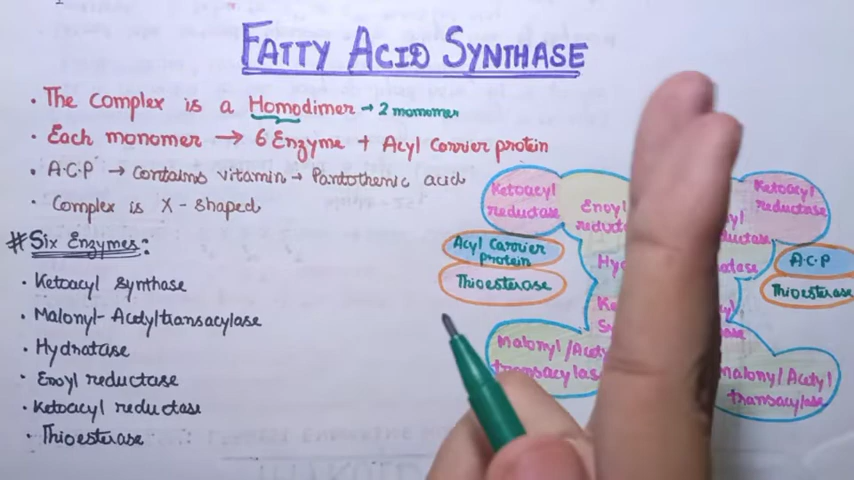 FATTY ACID SYNTHASE
• The Complex is a Homodimer → 2 monomer
• Each monomer → 6 Enzyme + Acyl Carrier protein
• A.C.P → contains vitamin → Pantothenic acid
• Complex is X - shaped
# Six Enzymes:
• Ketoacyl synthase
• Malonyl-Acetyltransacylase
• Hydratase
• Enoyl reductase
• Ketoacyl reductase
• Thioesterase
Ketoacyl
reductase
Enoyl
Acyl Carrier
protein
Thioesterase
Malonyl/
Ketoacyl
reductase
A.C.P
Thioesterase
Malonyl/Acetyl
transacylase